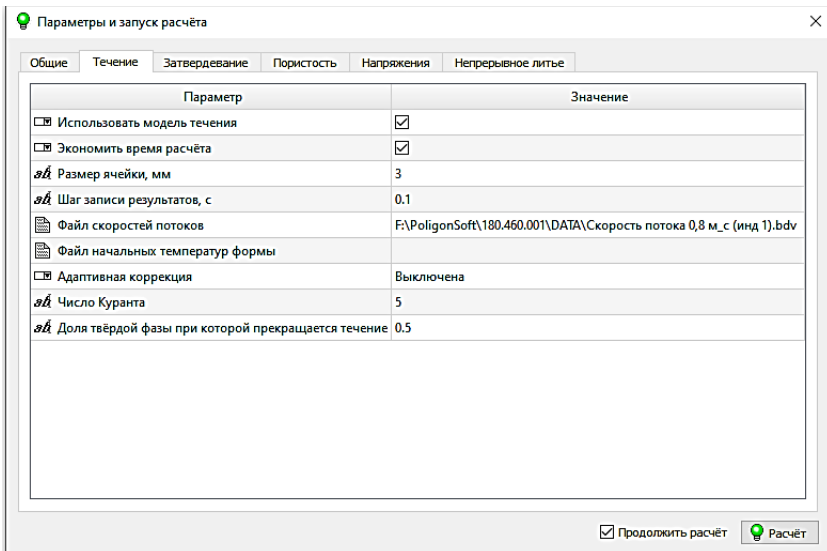 Параметры и запуск расчёта
Общие Течение Затвердевание Пористость Напряжения Непрерывное литье
Параметр Значение
Использовать модель течения
Экономить время расчёта
Размер ячейки, мм 3
Шаг записи результатов, с 0.1
Файл скоростей потоков F:\PoligonSoft\180.460.001\DATA\Скорость потока 0,8 м_с (инд 1).bdv
Файл начальных температур формы
Адаптивная коррекция Выключена
Число Куранта 5
Доля твёрдой фазы при которой прекращается течение 0.5
Продолжить расчёт Расчёт